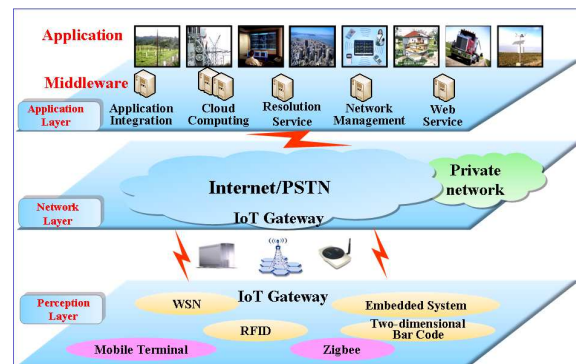 Application
Middleware
Application
Integration
Cloud
Computing
Resolution
Service
Network
Management
Web
Service
Application
Layer
Internet/PSTN
Private
network
IoT Gateway
Network
Layer
IoT Gateway
Perception
Layer
WSN
Embedded System
RFID
Two-dimensional
Bar Code
Mobile Terminal
Zigbee